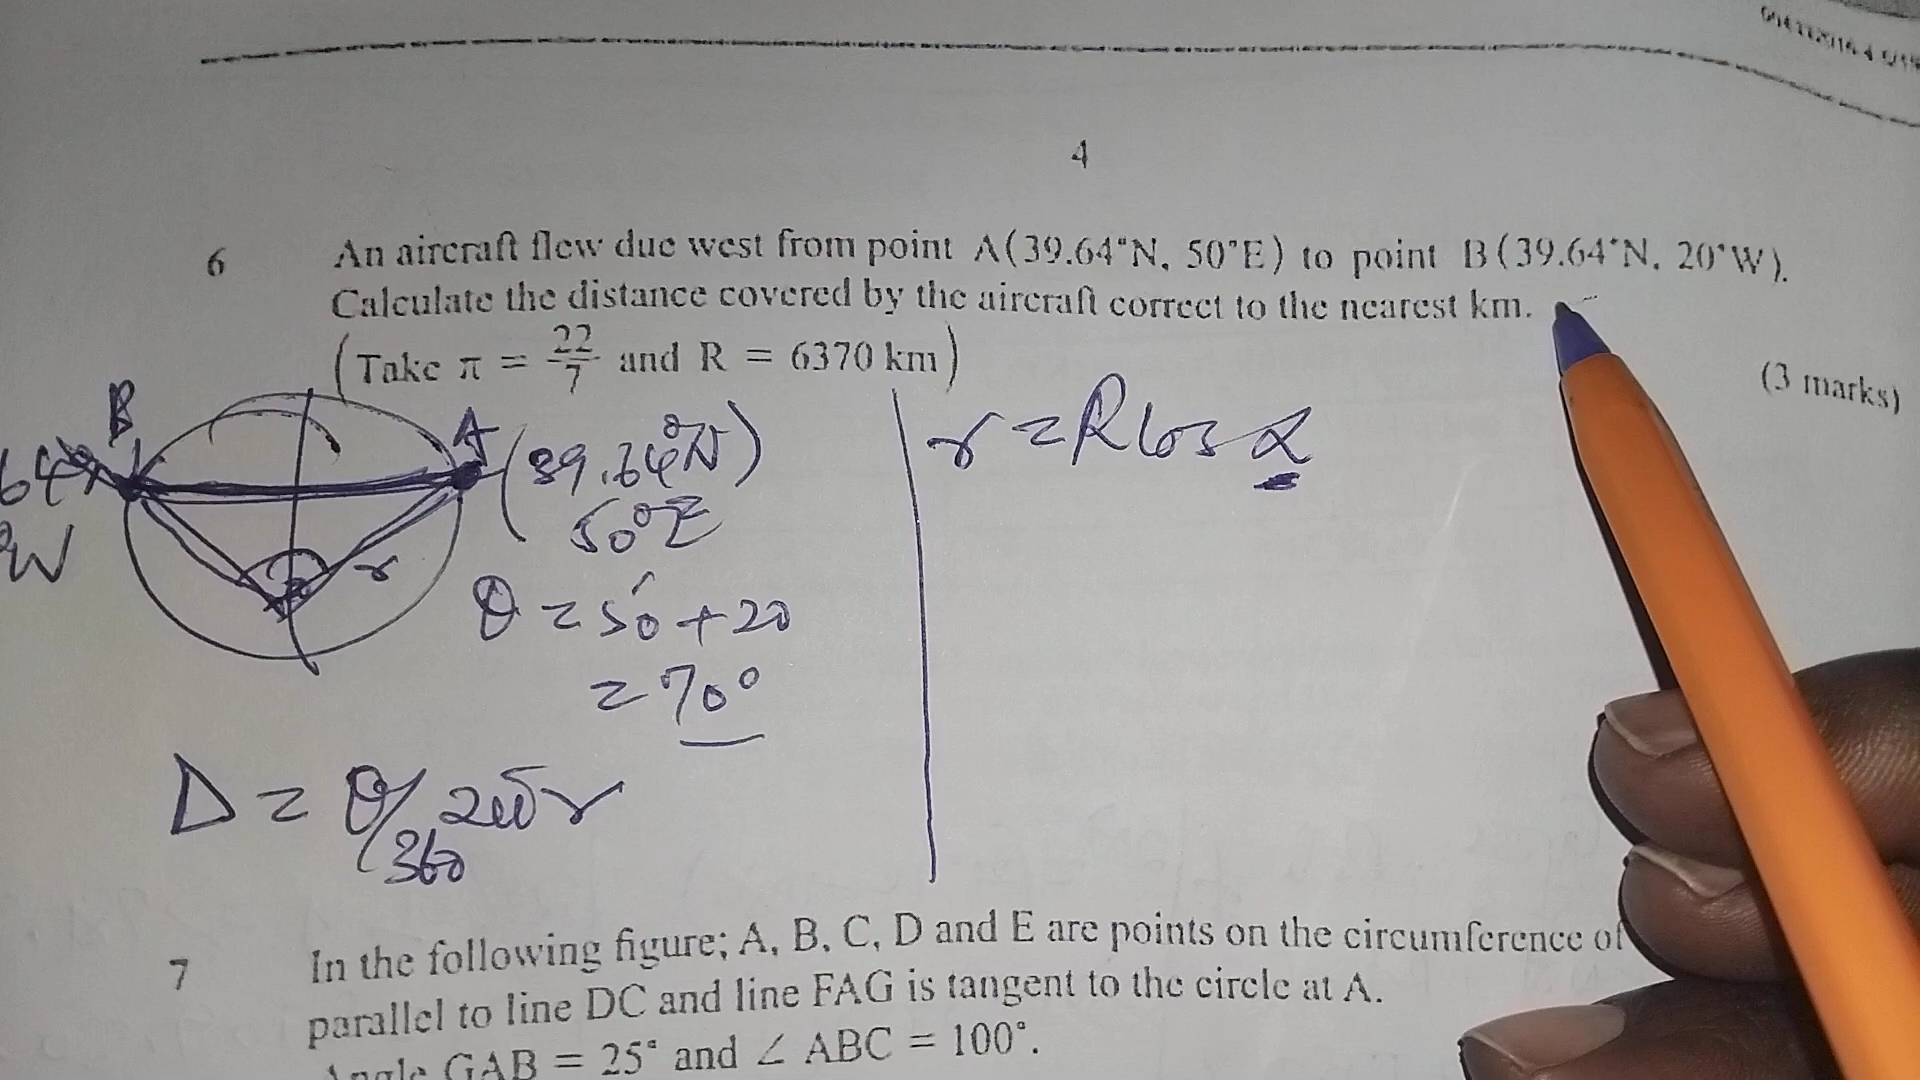 4
6 An aircraft flew due west from point A(39.64°N, 50°E) to point B(39.64°N, 20°W).
Calculate the distance covered by the aircraft correct to the nearest km.
(Take π = 22/7 and R = 6370 km)
(3 marks)
B A (39.64°N) r = R Cos α
50°E
W
r
θ = 50 + 20
= 70°
D = θ/360 2πr
7 In the following figure; A, B, C, D and E are points on the circumference of
parallel to line DC and line FAG is tangent to the circle at A.
Angle GAB = 25° and ∠ ABC = 100°.